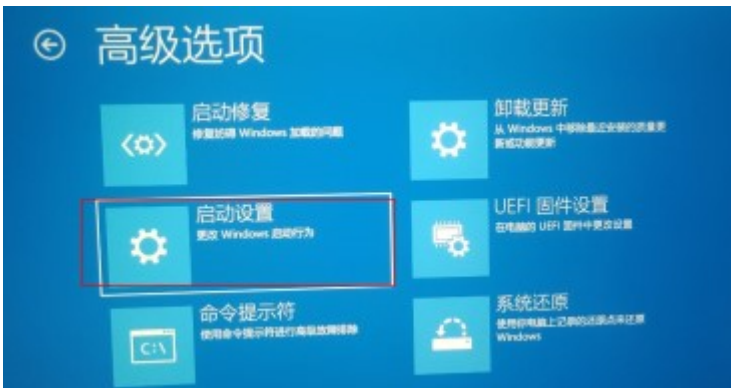 高级选项
启动修复
修复妨碍 Windows 加载的问题
卸载更新
从 Windows 中移除最近安装的质量更
新或功能更新
启动设置
更改 Windows 启动行为
UEFI 固件设置
在电脑的 UEFI 固件中更改设置
命令提示符
使用命令提示符进行高级故障排除
C:\
系统还原
使用你电脑上记录的还原点来还原
Windows